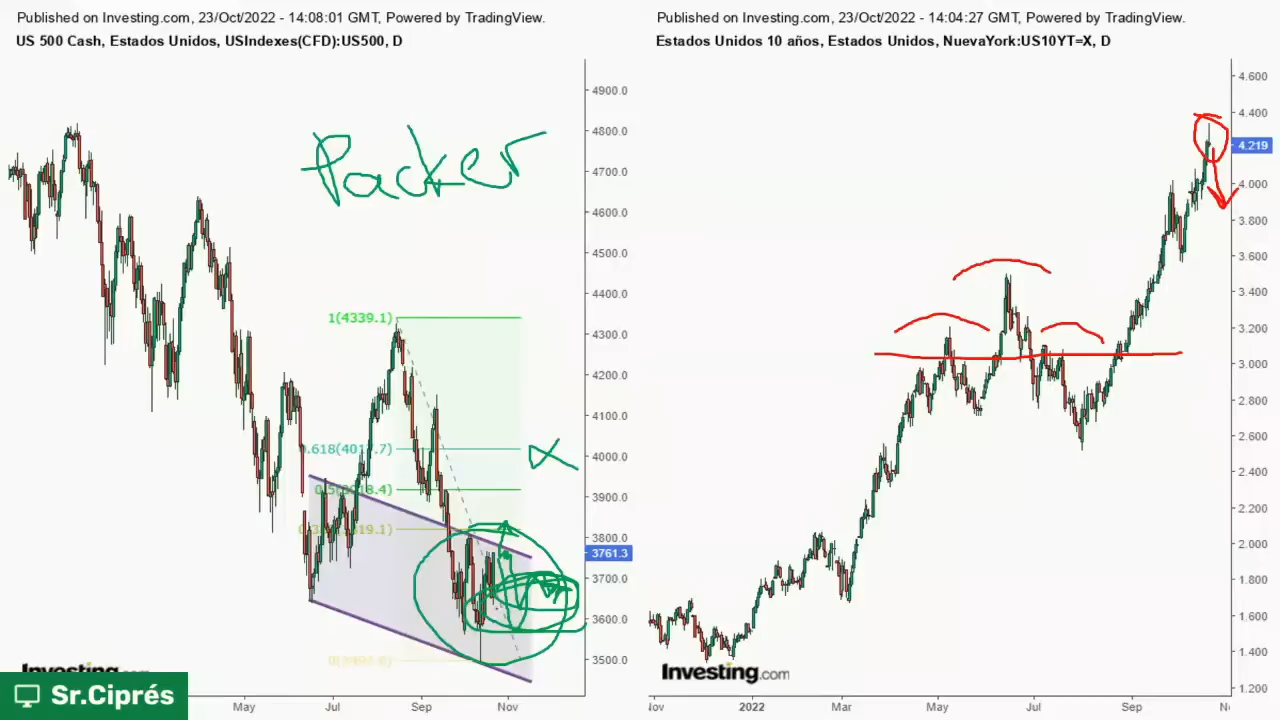 Published on Investing.com, 23/Oct/2022 - 14:08:01 GMT, Powered by TradingView.
US 500 Cash, Estados Unidos, USIndexes(CFD):US500, D
4900.0
4800.0
4700.0
4600.0
4500.0
4400.0
4300.0
4200.0
4100.0
4000.0
3900.0
3800.0
3761.3
3700.0
3600.0
3500.0
Packer
1(4339.1)
May
Jul
Sep
Nov
Investing
Sr.Ciprés
Published on Investing.com, 23/Oct/2022 - 14:04:27 GMT, Powered by TradingView.
Estados Unidos 10 años, Estados Unidos, NuevaYork:US10YT=X, D
4.600
4.400
4.219
4.000
3.800
3.600
3.400
3.200
3.000
2.800
2.600
2.400
2.200
2.000
1.800
1.600
1.400
1.200
Investing.com
Nov
2022
Mar
May
Jul
Sep